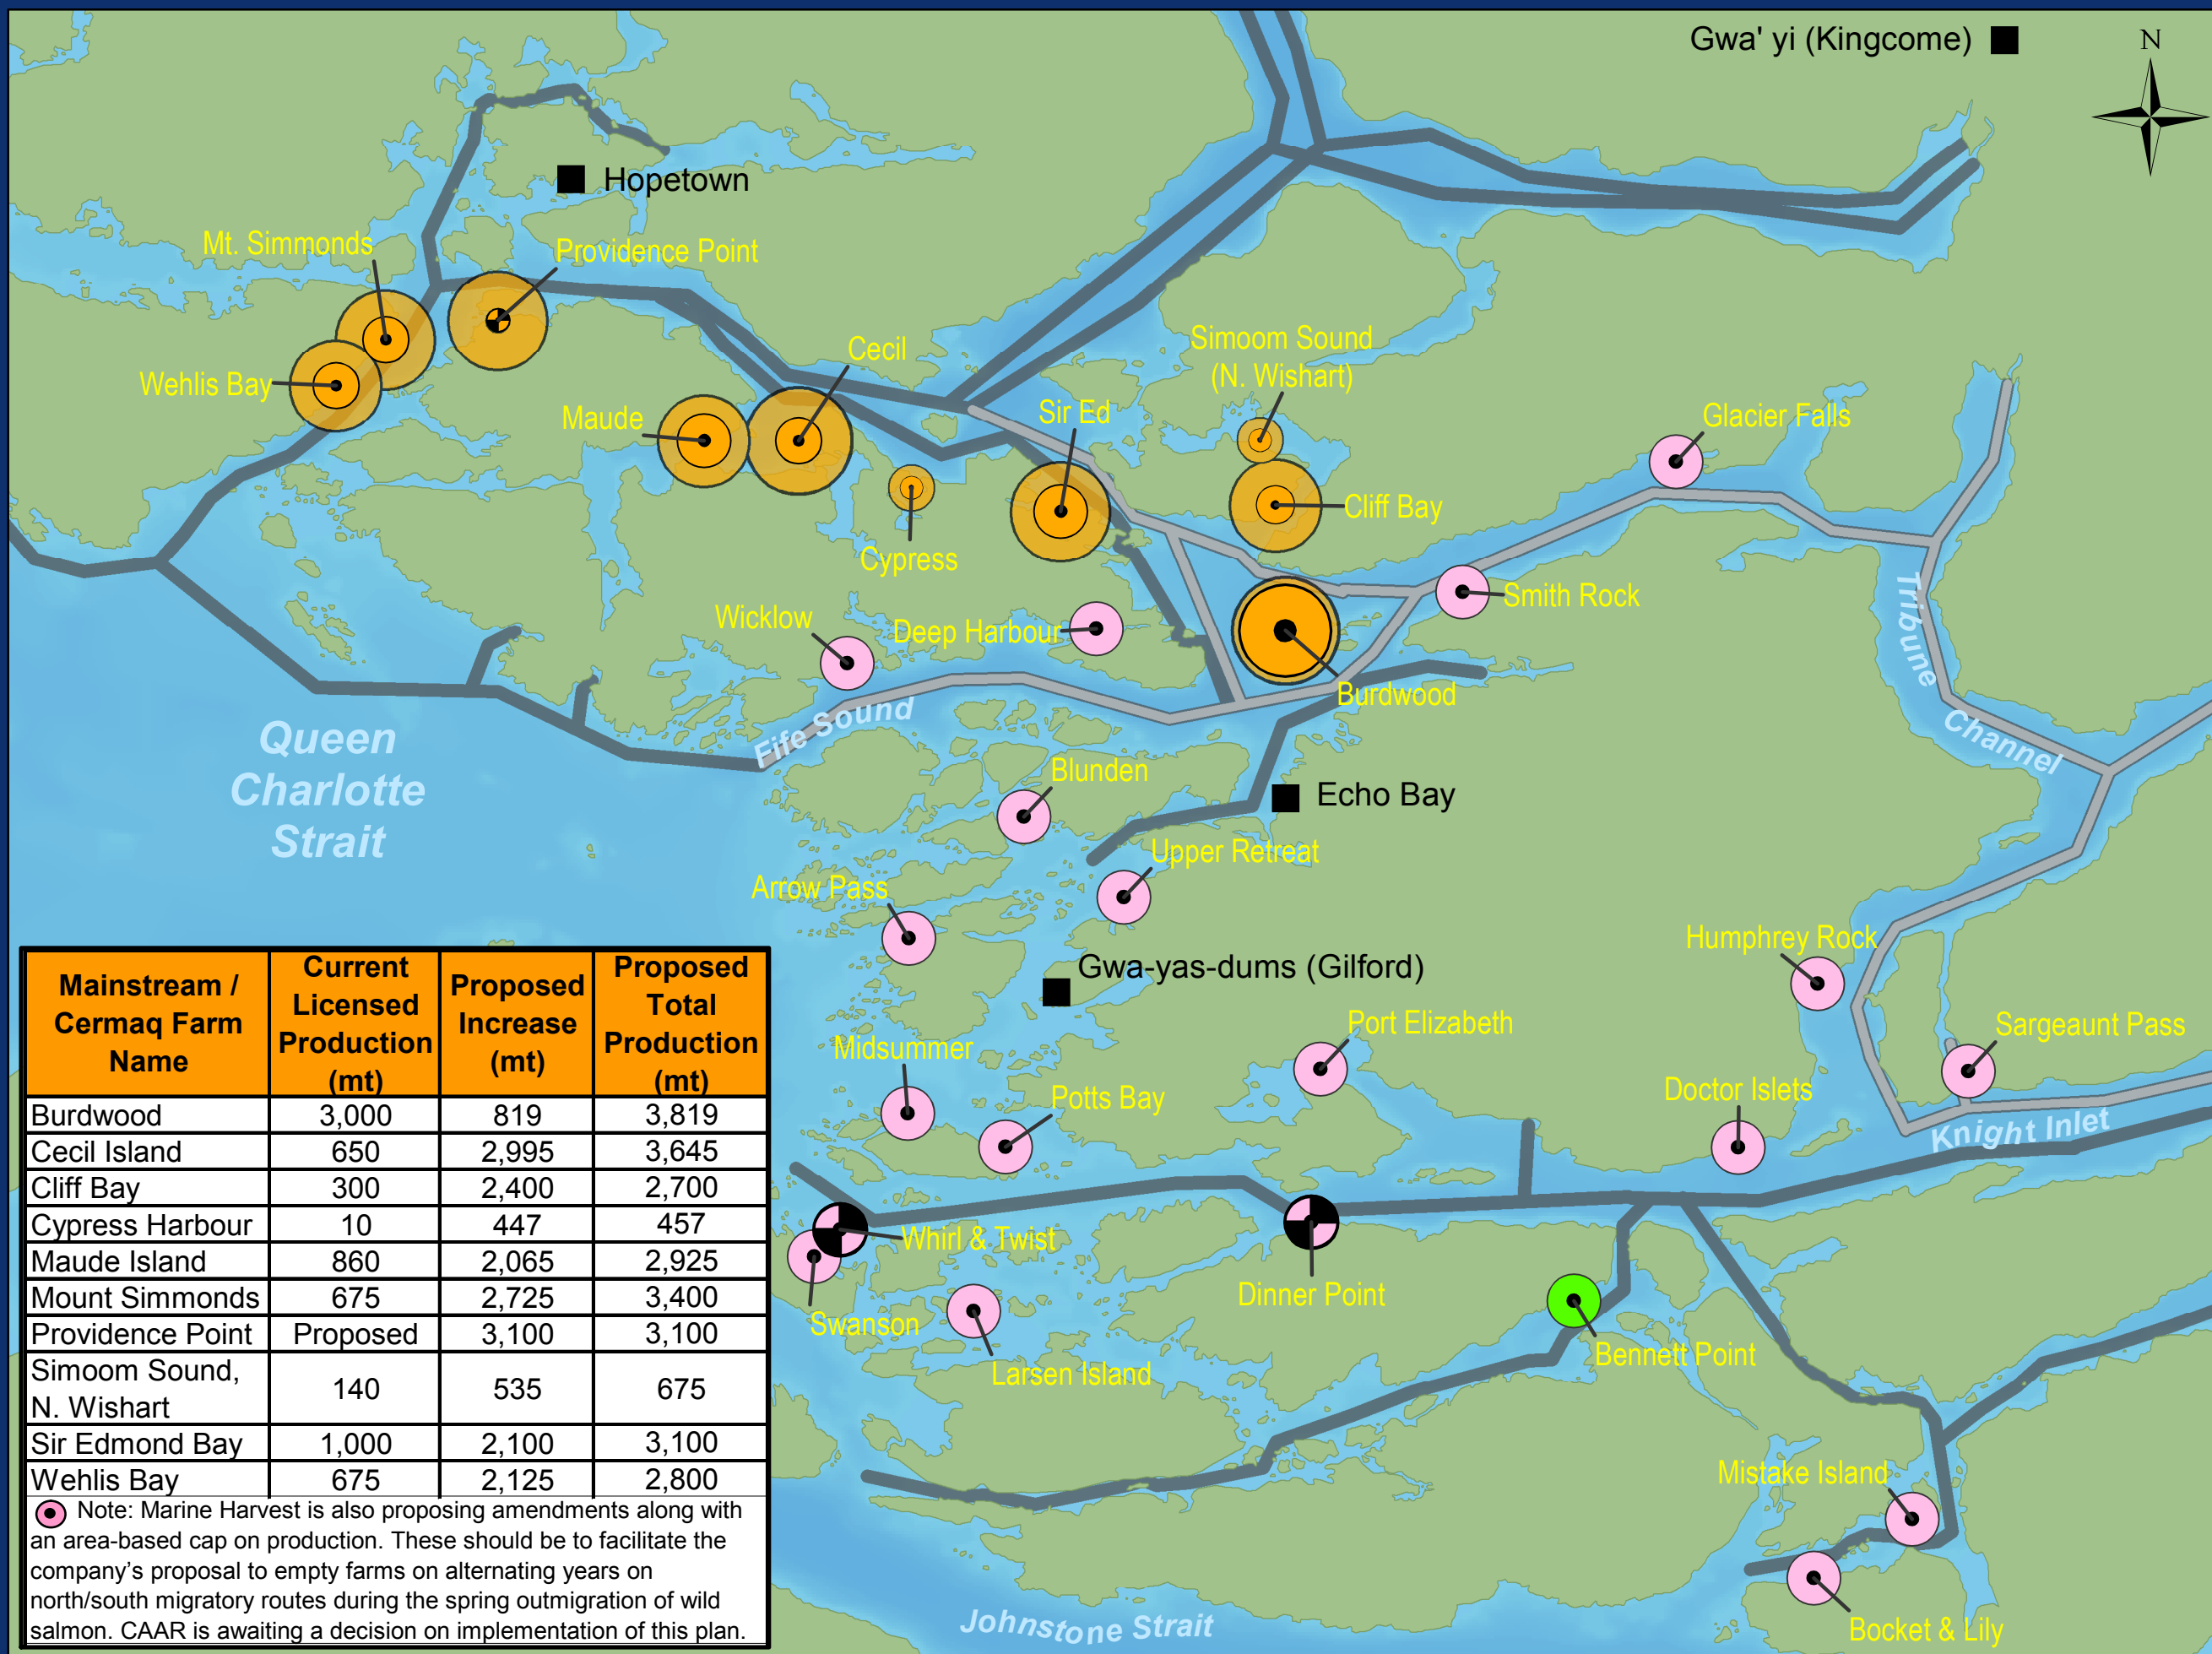 Gwa' yi (Kingcome)
N
Hopetown
Mt. Simmonds
Providence Point
Simoom Sound
(N. Wishart)
Cecil
Wehlis Bay
Maude
Sir Ed
Glacier Falls
Cliff Bay
Cypress
Smith Rock
Wicklow
Deep Harbour
Tribune
Channel
Burdwood
Fife Sound
Queen
Charlotte
Strait
Blunden
Echo Bay
Upper Retreat
Arrow Pass
Humphrey Rock
Gwa-yas-dums (Gilford)
Port Elizabeth
Sargeaunt Pass
Midsummer
Potts Bay
Doctor Islets
Knight Inlet
Whirl & Twist
Dinner Point
Swanson
Larsen Island
Bennett Point
Mistake Island
Bocket & Lily
Johnstone Strait
Mainstream / Cermaq Farm Name | Current Licensed Production (mt) | Proposed Increase (mt) | Proposed Total Production (mt)
Burdwood 3,000 819 3,819
Cecil Island 650 2,995 3,645
Cliff Bay 300 2,400 2,700
Cypress Harbour 10 447 457
Maude Island 860 2,065 2,925
Mount Simmonds 675 2,725 3,400
Providence Point Proposed 3,100 3,100
Simoom Sound, N. Wishart 140 535 675
Sir Edmond Bay 1,000 2,100 3,100
Wehlis Bay 675 2,125 2,800
Note: Marine Harvest is also proposing amendments along with
an area-based cap on production. These should be to facilitate the
company's proposal to empty farms on alternating years on
north/south migratory routes during the spring outmigration of wild
salmon. CAAR is awaiting a decision on implementation of this plan.